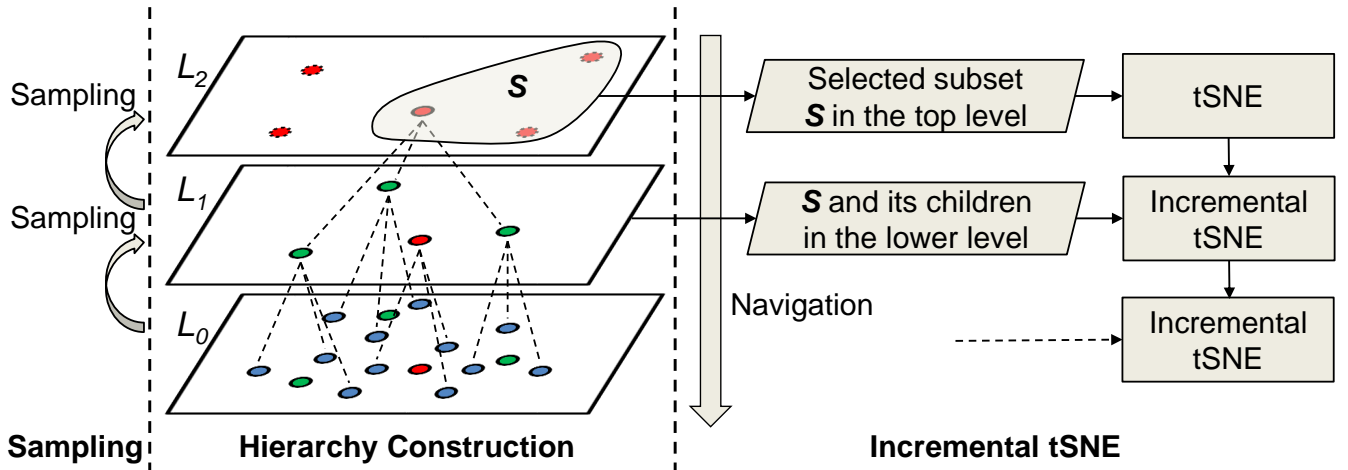 Sampling
Sampling
Sampling
L2
S
L1
L0
Hierarchy Construction
Selected subset
S in the top level
tSNE
S and its children
in the lower level
Incremental
tSNE
Navigation
Incremental
tSNE
Incremental tSNE